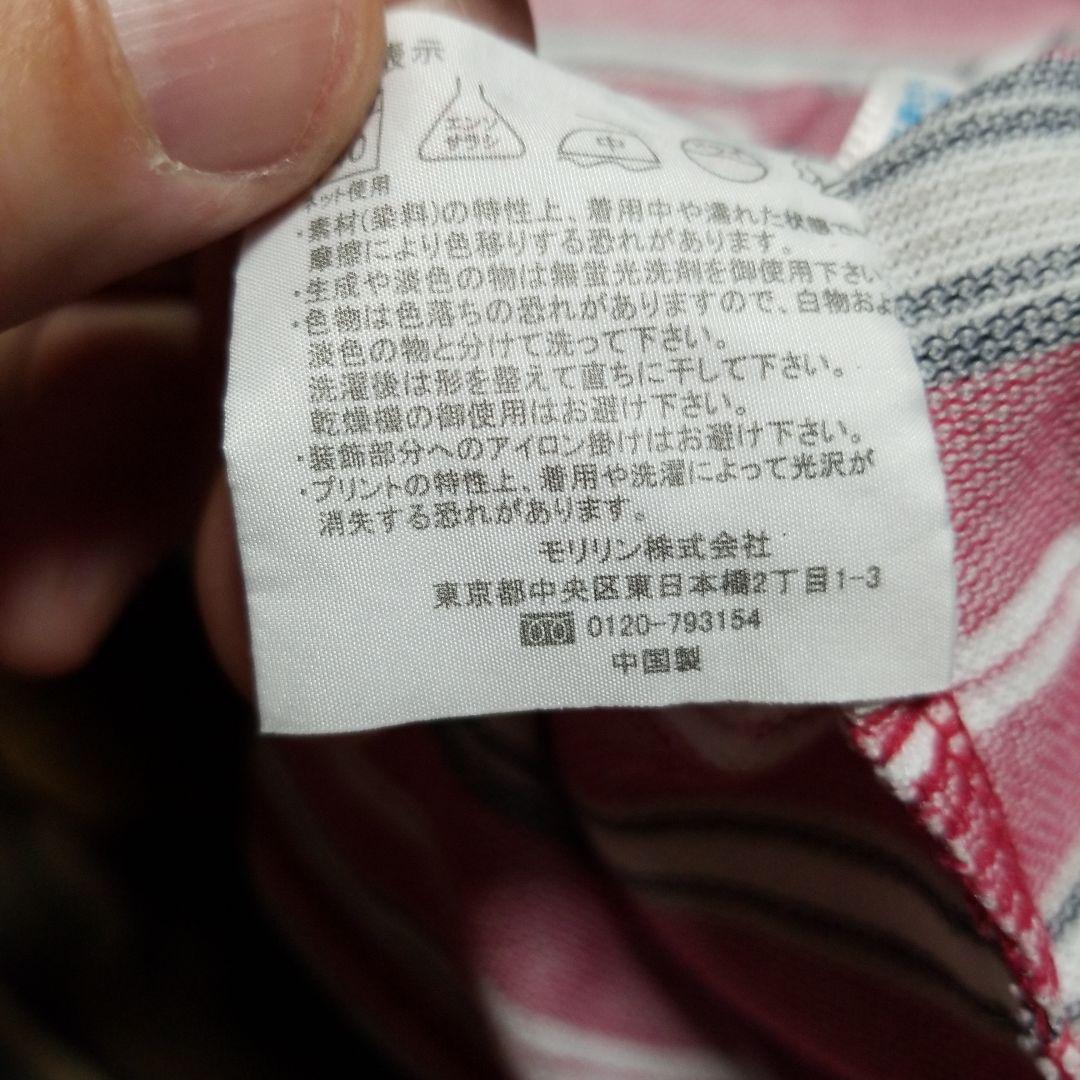 表示
エンソ
サラシ
中
ネット使用
・素材(染料)の特性上、着用中や濡れた状態で
摩擦により色移りする恐れがあります。
・生成や淡色の物は無蛍光洗剤を御使用下さい
・色物は色落ちの恐れがありますので、白物およ
淡色の物と分けて洗って下さい。
洗濯後は形を整えて直ちに干して下さい。
乾燥機の御使用はお避け下さい。
・装飾部分へのアイロン掛けはお避け下さい。
・プリントの特性上、着用や洗濯によって光沢が
消失する恐れがあります。
モリリン株式会社
東京都中央区東日本橋2丁目1-3
0120-793154
中国製